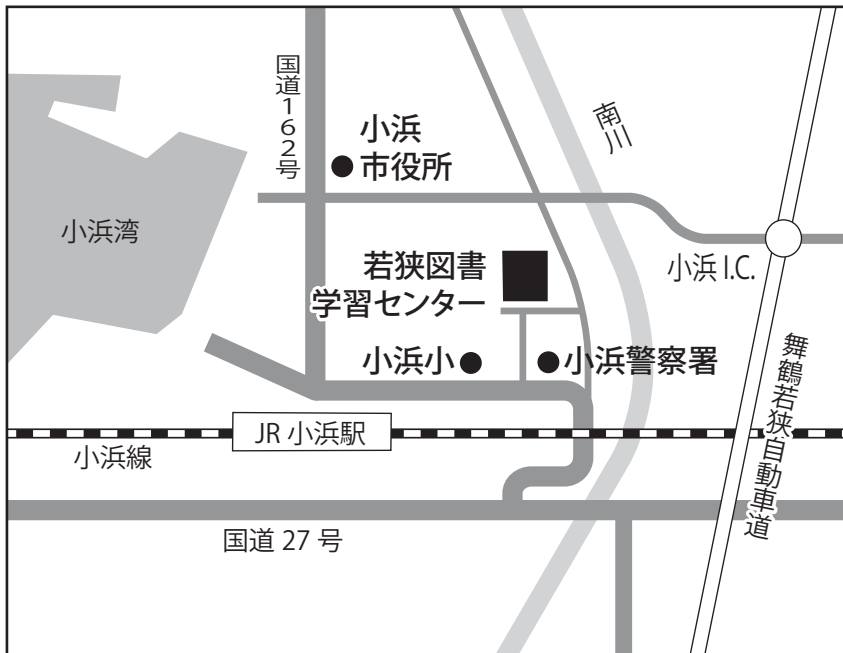 国道162号
小浜
市役所
南川
小浜湾
若狭図書
学習センター
小浜 I.C.
小浜小
小浜警察署
舞鶴若狭自動車道
JR 小浜駅
小浜線
国道 27 号